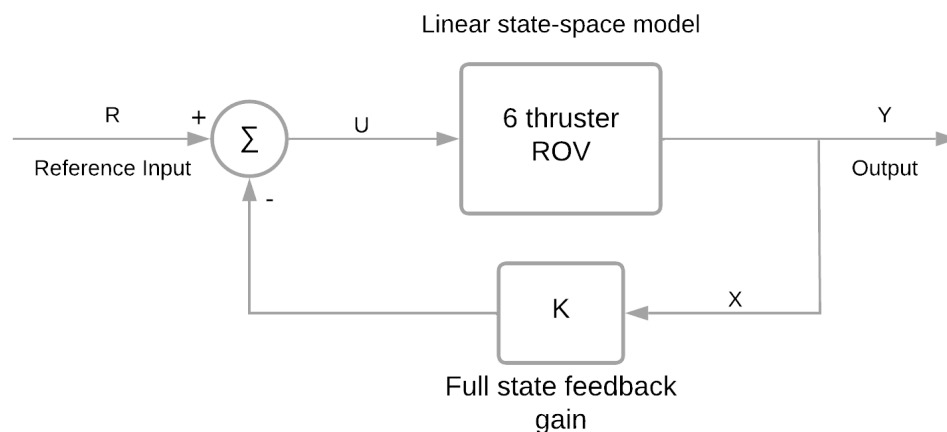 Linear state-space model
R
+
Σ
U
6 thruster
ROV
Y
Reference Input
Output
-
K
X
Full state feedback
gain